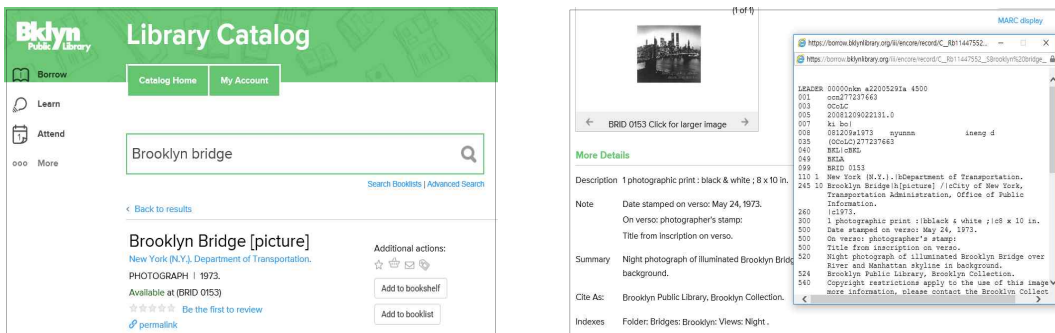 Bklyn
Public Library
Library Catalog
Catalog Home
My Account
Borrow
Learn
Attend
ooo More
Brooklyn bridge
Search Booklists | Advanced Search
‹ Back to results
Brooklyn Bridge [picture]
New York (N.Y.). Department of Transportation.
PHOTOGRAPH | 1973.
Available at (BRID 0153)
Be the first to review
permalink
Additional actions:
Add to bookshelf
Add to booklist
(1 of 1)
BRID 0153 Click for larger image
MARC display
More Details
Description 1 photographic print : black & white ; 8 x 10 in.
Note Date stamped on verso: May 24, 1973.
On verso: photographer's stamp:
Title from inscription on verso.
Summary Night photograph of illuminated Brooklyn Bridg
background.
Cite As: Brooklyn Public Library, Brooklyn Collection.
Indexes Folder: Bridges: Brooklyn: Views: Night .
https://borrow.bklynlibrary.org/iii/encore/record/C__Rb11447552...
https://borrow.bklynlibrary.org/iii/encore/record/C__Rb11447552__SBrooklyn%20bridge_
LEADER 00000nkm a2200529Ia 4500
001 ocn277237663
003 OCoLC
005 20081209022131.0
007 ki bo|
008 081209s1973 nyunnn ineng d
035 (OCoLC)277237663
040 BKL|cBKL
049 BKLA
099 BRID 0153
110 1 New York (N.Y.).|bDepartment of Transportation.
245 10 Brooklyn Bridge|h[picture] /|cCity of New York,
Transportation Administration, Office of Public
Information.
260 |c1973.
300 1 photographic print :|bblack & white ;|c8 x 10 in.
500 Date stamped on verso: May 24, 1973.
500 On verso: photographer's stamp:
500 Title from inscription on verso.
520 Night photograph of illuminated Brooklyn Bridge over
River and Manhattan skyline in background.
524 Brooklyn Public Library, Brooklyn Collection.
540 Copyright restrictions apply to the use of this image
more information, please contact the Brooklyn Collect